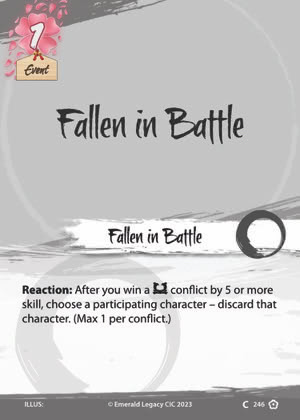 1
Event
Fallen in Battle
Fallen in Battle
Reaction: After you win a conflict by 5 or more
skill, choose a participating character – discard that
character. (Max 1 per conflict.)
ILLUS: © Emerald Legacy CIC 2023 C 246